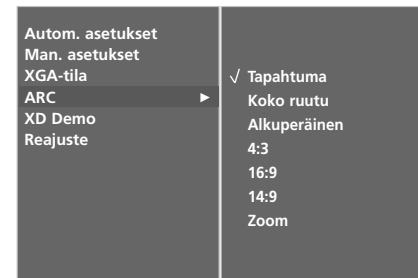 Autom. asetukset
Man. asetukset
XGA-tila
ARC ►
XD Demo
Reajuste
√ Tapahtuma
Koko ruutu
Alkuperäinen
4:3
16:9
14:9
Zoom